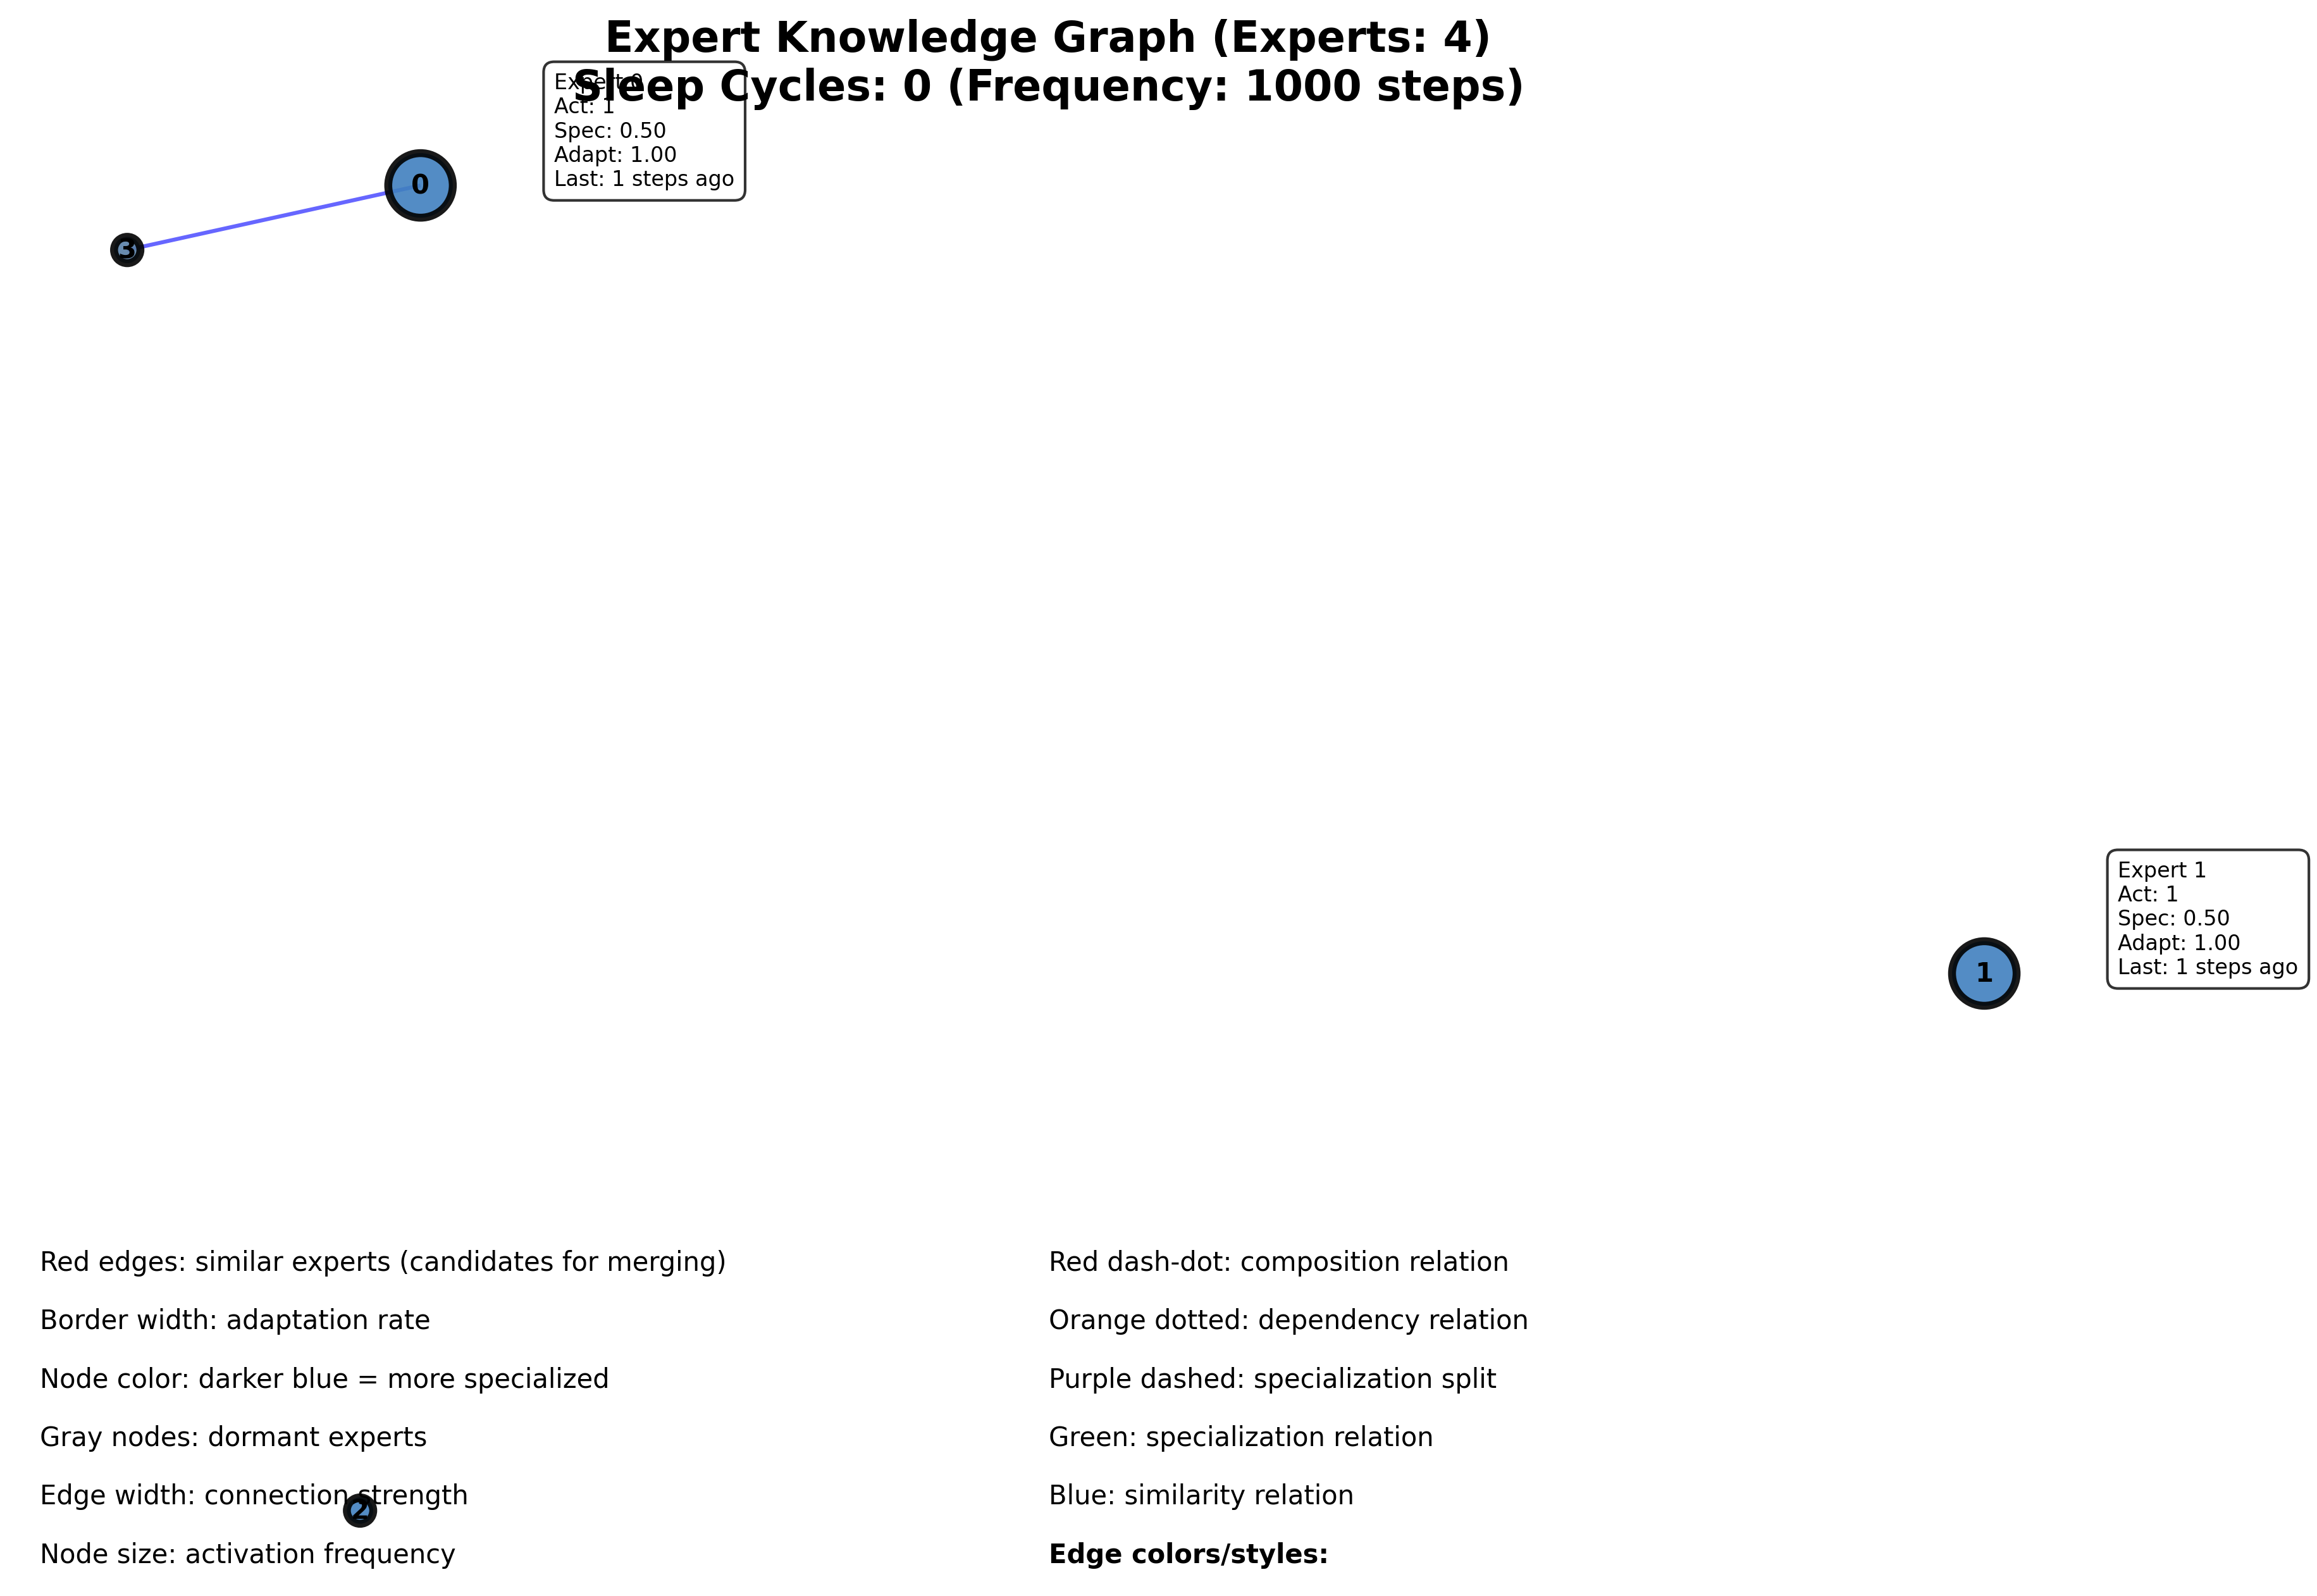 Expert Knowledge Graph (Experts: 4)
Sleep Cycles: 0 (Frequency: 1000 steps)
Expert 0
Act: 1
Spec: 0.50
Adapt: 1.00
Last: 1 steps ago
0
3
Expert 1
Act: 1
Spec: 0.50
Adapt: 1.00
Last: 1 steps ago
1
Red edges: similar experts (candidates for merging)
Border width: adaptation rate
Node color: darker blue = more specialized
Gray nodes: dormant experts
Edge width: connection strength
2
Node size: activation frequency
Red dash-dot: composition relation
Orange dotted: dependency relation
Purple dashed: specialization split
Green: specialization relation
Blue: similarity relation
Edge colors/styles: